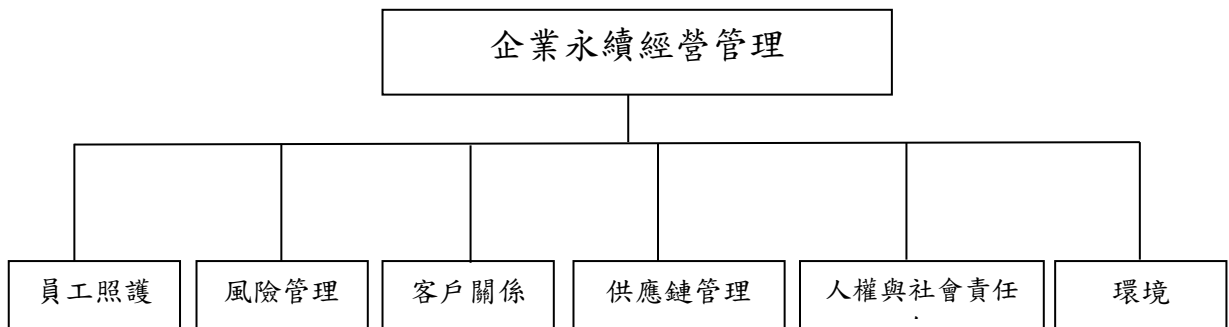 企業永續經營管理
員工照護
風險管理
客戶關係
供應鏈管理
人權與社會責任
環境